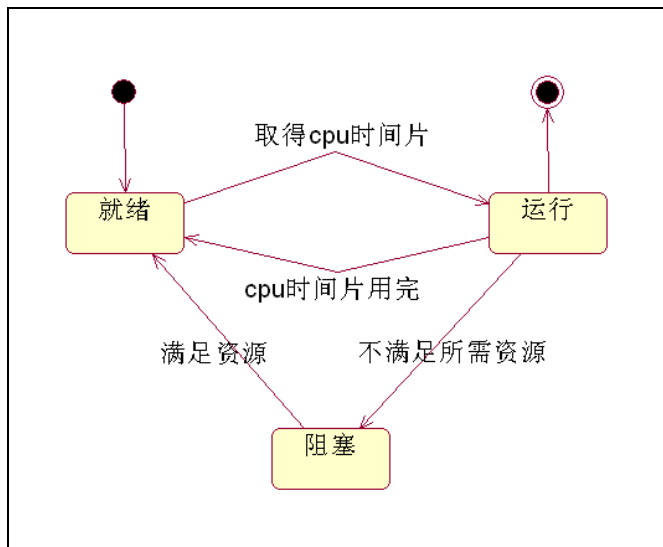 取得cpu时间片
就绪
运行
cpu时间片用完
满足资源
不满足所需资源
阻塞